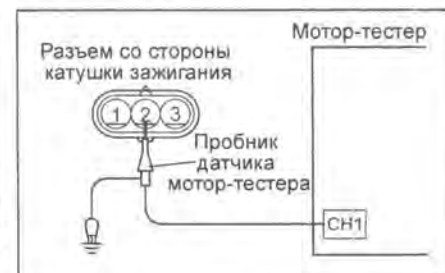 Мотор-тестер
Разъем со стороны
катушки зажигания
1 2 3
Пробник
датчика
мотор-тестера
CH1